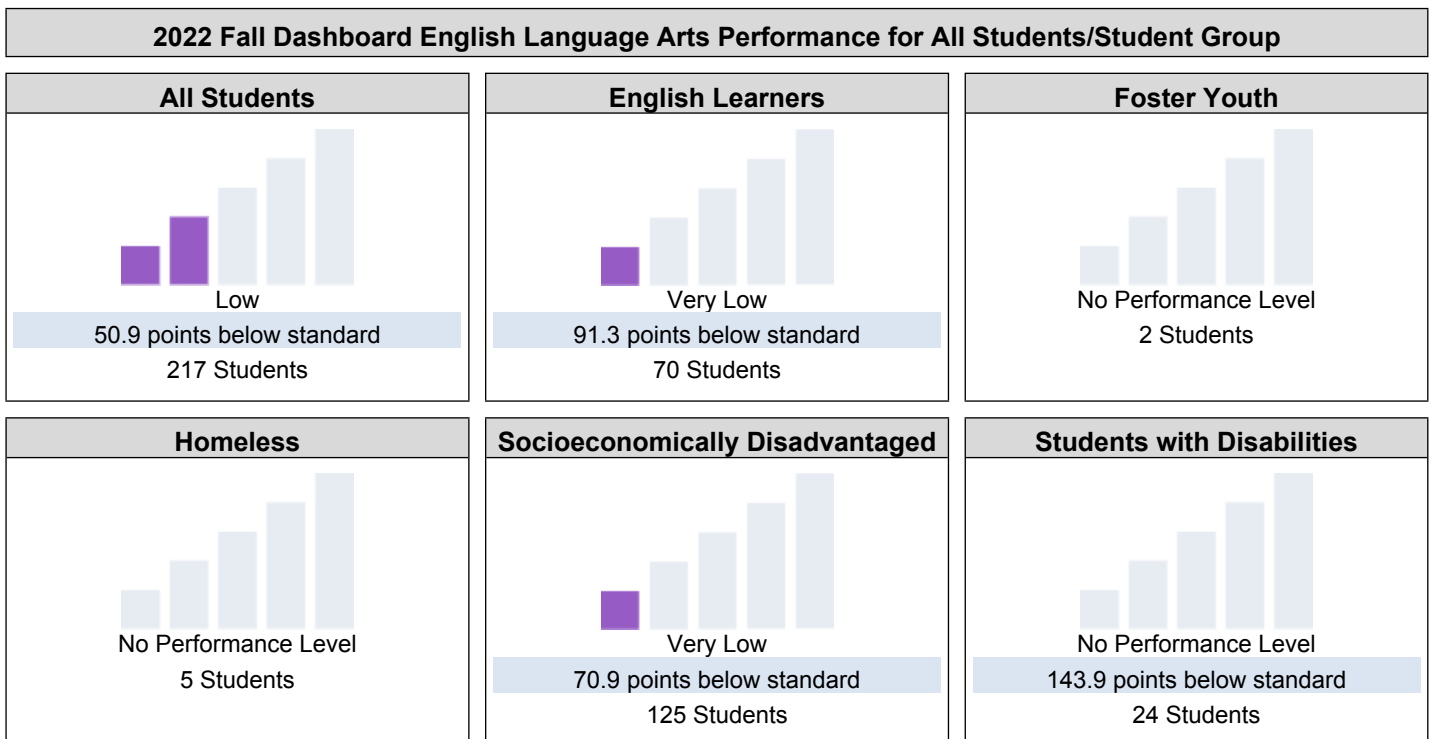 2022 Fall Dashboard English Language Arts Performance for All Students/Student Group
All Students
Low
50.9 points below standard
217 Students
English Learners
Very Low
91.3 points below standard
70 Students
Foster Youth
No Performance Level
2 Students
Homeless
No Performance Level
5 Students
Socioeconomically Disadvantaged
Very Low
70.9 points below standard
125 Students
Students with Disabilities
No Performance Level
143.9 points below standard
24 Students